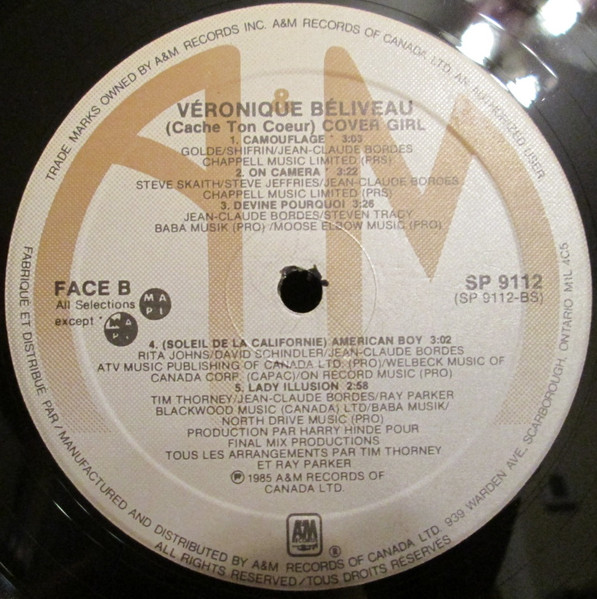 TRADE MARKS OWNED BY A&M RECORDS INC. A&M RECORDS OF CANADA LTD. AN AUTHORIZED USER
&
VÉRONIQUE BÉLIVEAU
(Cache Ton Coeur) COVER GIRL
1. CAMOUFLAGE * 3:03
GOLDE/SHIFRIN/JEAN-CLAUDE BORDES
CHAPPELL MUSIC LIMITED (PRS)
2. ON CAMERA * 3:22
STEVE SKAITH/STEVE JEFFRIES/JEAN-CLAUDE BORDES
CHAPPELL MUSIC LIMITED (PRS)
3. DEVINE POURQUOI 3:26
JEAN-CLAUDE BORDES/STEVEN TRACY
BABA MUSIK (PRO) /MOOSE ELBOW MUSIC (PRO)
FACE B
All Selections
MAPL
except *
MAPL
SP 9112
(SP 9112-BS)
4. (SOLEIL DE LA CALIFORNIE) AMERICAN BOY * 3:02
RITA JOHNS/DAVID SCHINDLER/JEAN-CLAUDE BORDES
ATV MUSIC PUBLISHING OF CANADA LTD. (PRO)/WELBECK MUSIC OF
CANADA CORP. (CAPAC)/ON RECORD MUSIC (PRO)
5. LADY ILLUSION 2:58
TIM THORNEY/JEAN-CLAUDE BORDES/RAY PARKER
BLACKWOOD MUSIC (CANADA) LTD/BABA MUSIK/
NORTH DRIVE MUSIC (PRO)
PRODUCTION PAR HARRY HINDE POUR
FINAL MIX PRODUCTIONS
TOUS LES ARRANGEMENTS PAR TIM THORNEY
ET RAY PARKER
℗ 1985 A&M RECORDS OF
CANADA LTD.
A&M
RECORDS
®
FABRIQUÉ ET DISTRIBUÉ PAR/MANUFACTURED AND DISTRIBUTED BY A&M RECORDS OF CANADA LTD. 939 WARDEN AVE, SCARBOROUGH, ONTARIO M1L 4C5
ALL RIGHTS RESERVED/TOUS DROITS RÉSERVÉS